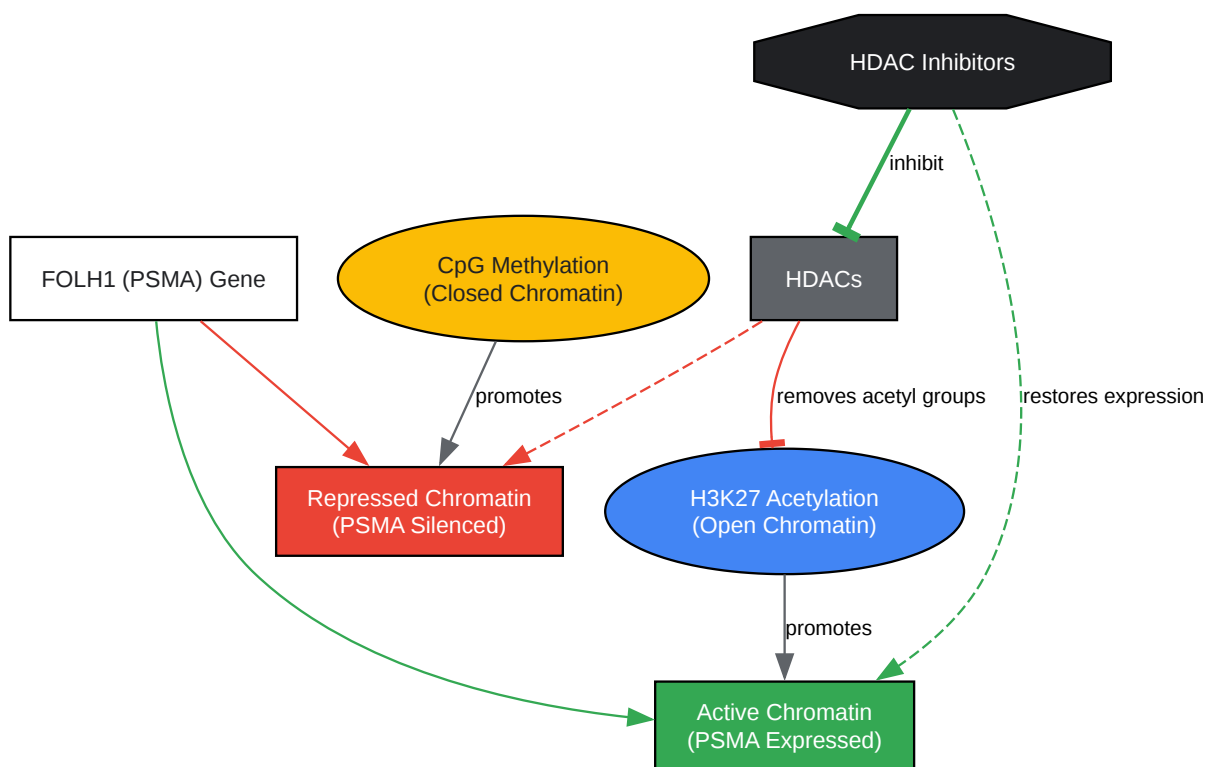 HDAC Inhibitors
inhibit
FOLH1 (PSMA) Gene
CpG Methylation
(Closed Chromatin)
HDACs
promotes
removes acetyl groups
restores expression
Repressed Chromatin
(PSMA Silenced)
H3K27 Acetylation
(Open Chromatin)
promotes
Active Chromatin
(PSMA Expressed)